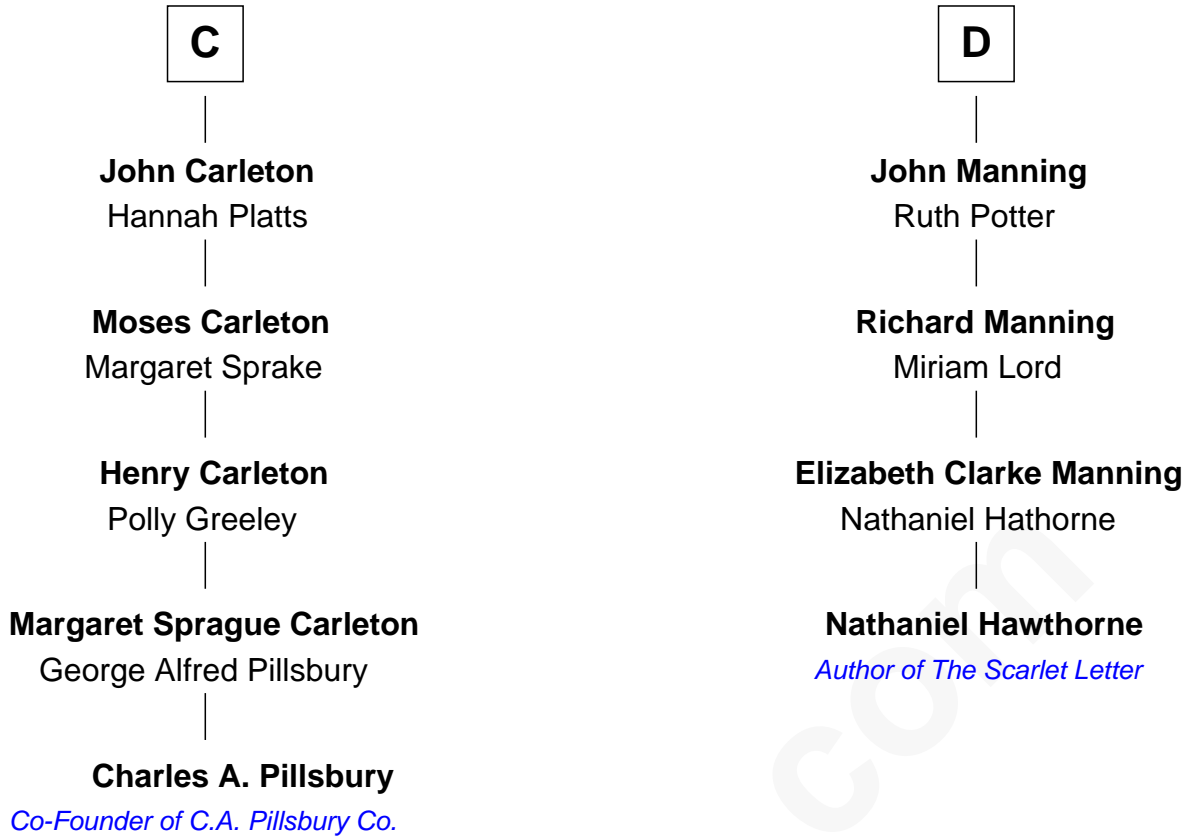 C
John Carleton
Hannah Platts
Moses Carleton
Margaret Sprake
Henry Carleton
Polly Greeley
Margaret Sprague Carleton
George Alfred Pillsbury
Charles A. Pillsbury
Co-Founder of C.A. Pillsbury Co.
D
John Manning
Ruth Potter
Richard Manning
Miriam Lord
Elizabeth Clarke Manning
Nathaniel Hathorne
Nathaniel Hawthorne
Author of The Scarlet Letter
com